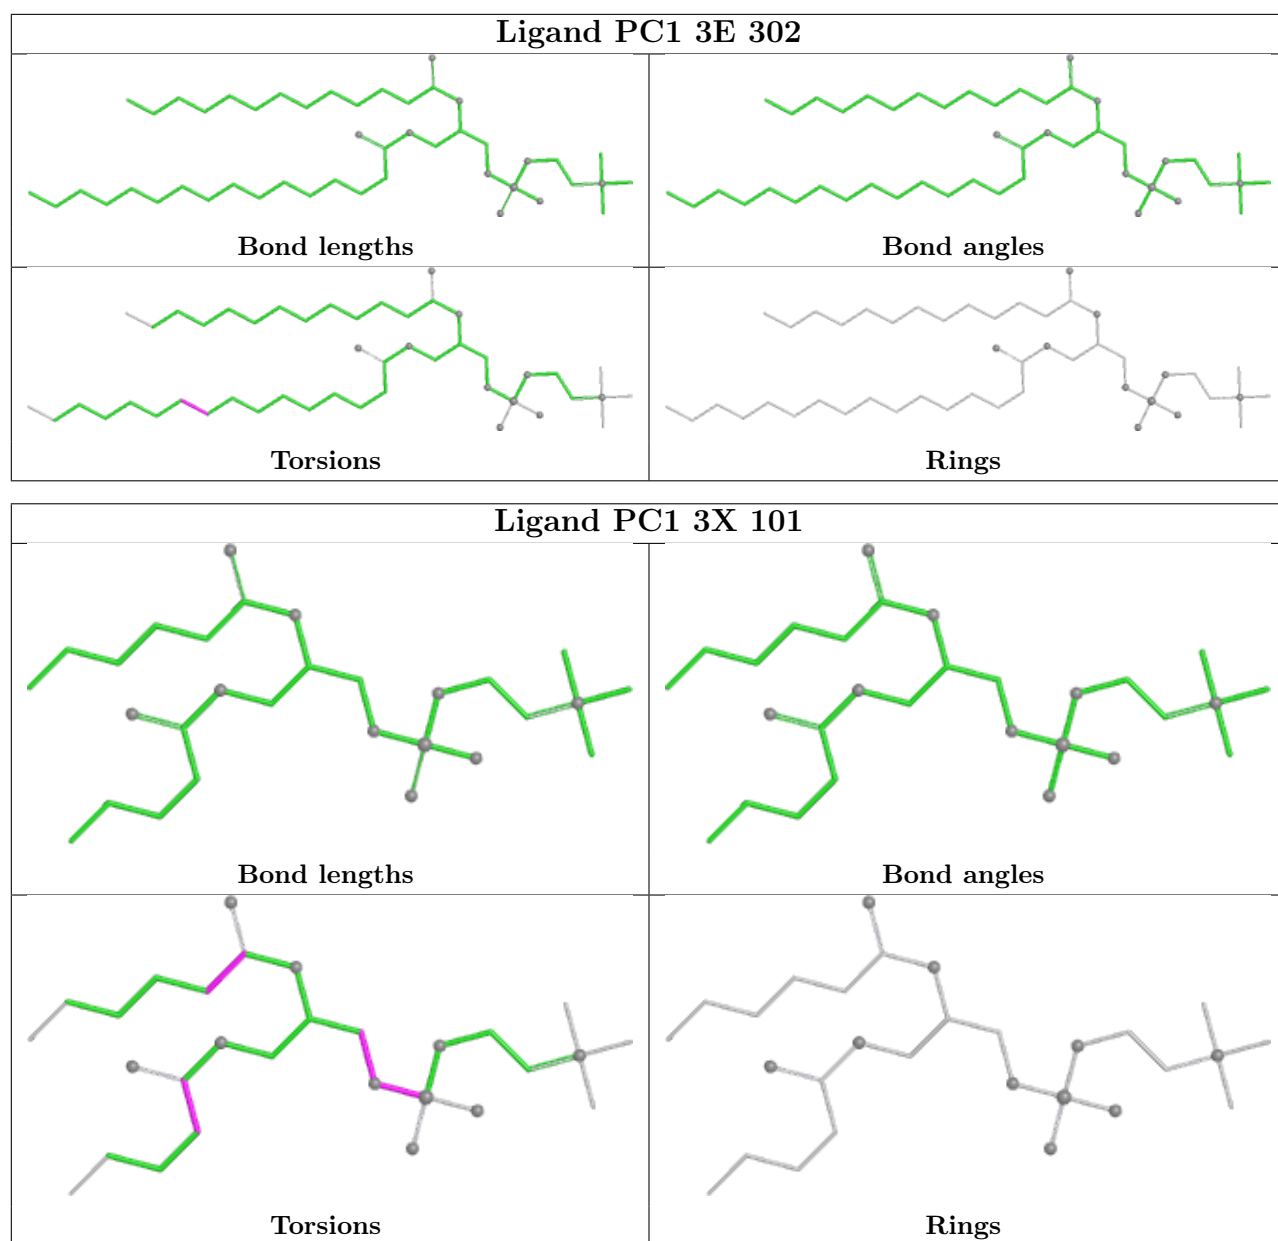 Ligand PC1 3E 302
Bond lengths
Bond angles
Torsions
Rings
Ligand PC1 3X 101
Bond lengths
Bond angles
Torsions
Rings